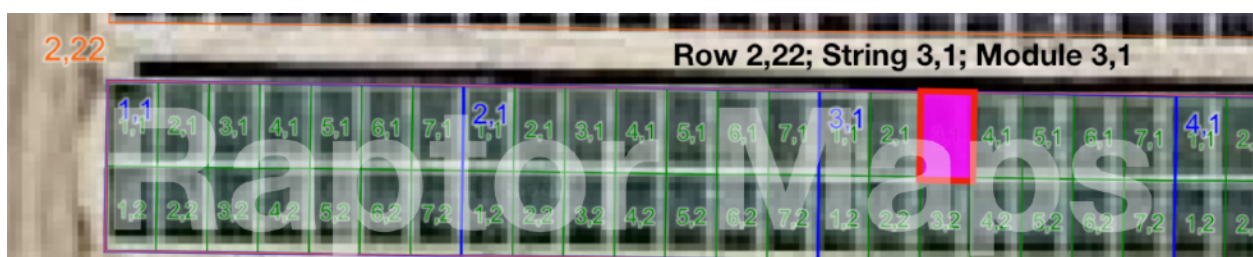 2,22
Row 2,22; String 3,1; Module 3,1
1,1 2,1 3,1 4,1
1,1 2,1 3,1 4,1 5,1 6,1 7,1 1,1 2,1 3,1 4,1 5,1 6,1 7,1 1,1 2,1 3,1 4,1 5,1 6,1 7,1 1,1 2,
Raptor Maps
1,2 2,2 3,2 4,2 5,2 6,2 7,2 1,2 2,2 3,2 4,2 5,2 6,2 7,2 1,2 2,2 3,2 4,2 5,2 6,2 7,2 1,2 2,